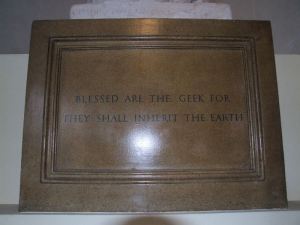 BLESSED ARE THE GEEK FOR
THEY SHALL INHERIT THE EARTH